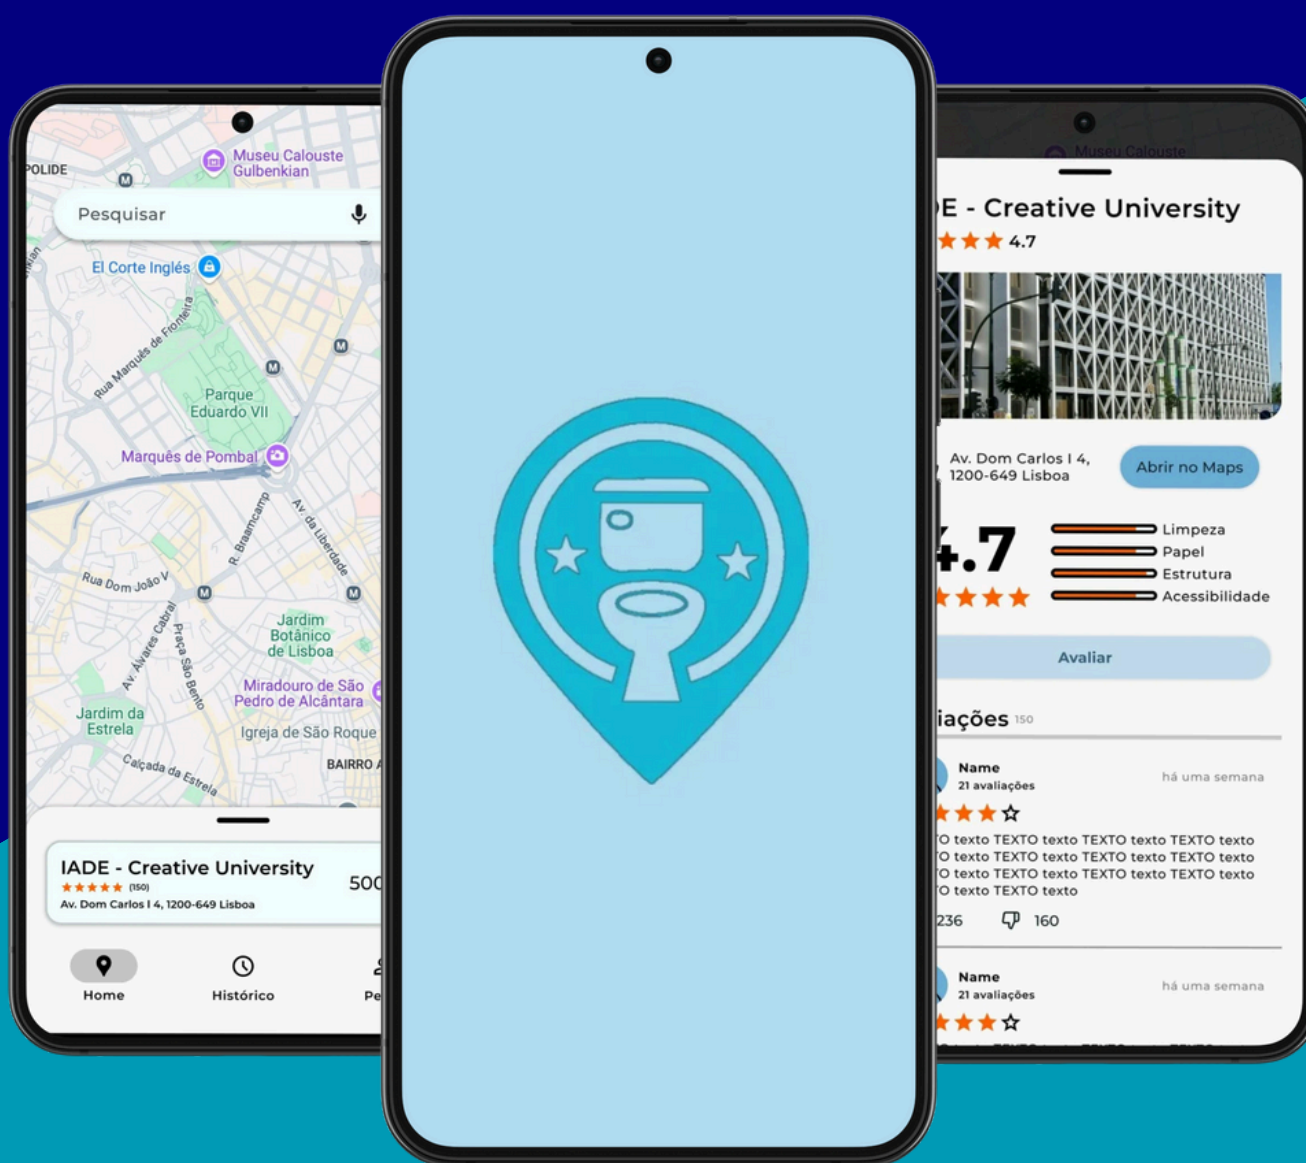 Museu Calouste
Gulbenkian
POLIDE
M
Pesquisar
El Corte Inglés
Rua Marquês de Fronteira
M
M
Parque
Eduardo VII
Marquês de Pombal
R. Braamcamp
Av. da Liberdade
Rua Dom João V
M
M
Av. Álvares Cabral
Praça São Bento
Jardim
Botânico
de Lisboa
Miradouro de São
Pedro de Alcântara
Jardim da
Estrela
Igreja de São Roque
Calçada da Estrela
BAIRRO A
IADE - Creative University
(150)
500
Av. Dom Carlos I 4, 1200-649 Lisboa
Home
Histórico
Pe
Museu Calouste
DE - Creative University
4.7
Av. Dom Carlos I 4,
1200-649 Lisboa
Abrir no Maps
4.7
Limpeza
Papel
Estrutura
Acessibilidade
Avaliar
iações 150
Name
21 avaliações
há uma semana
TO texto TEXTO texto TEXTO texto TEXTO texto
TO texto TEXTO texto TEXTO texto TEXTO texto
TO texto TEXTO texto TEXTO texto TEXTO texto
TO texto TEXTO texto
236
160
Name
21 avaliações
há uma semana